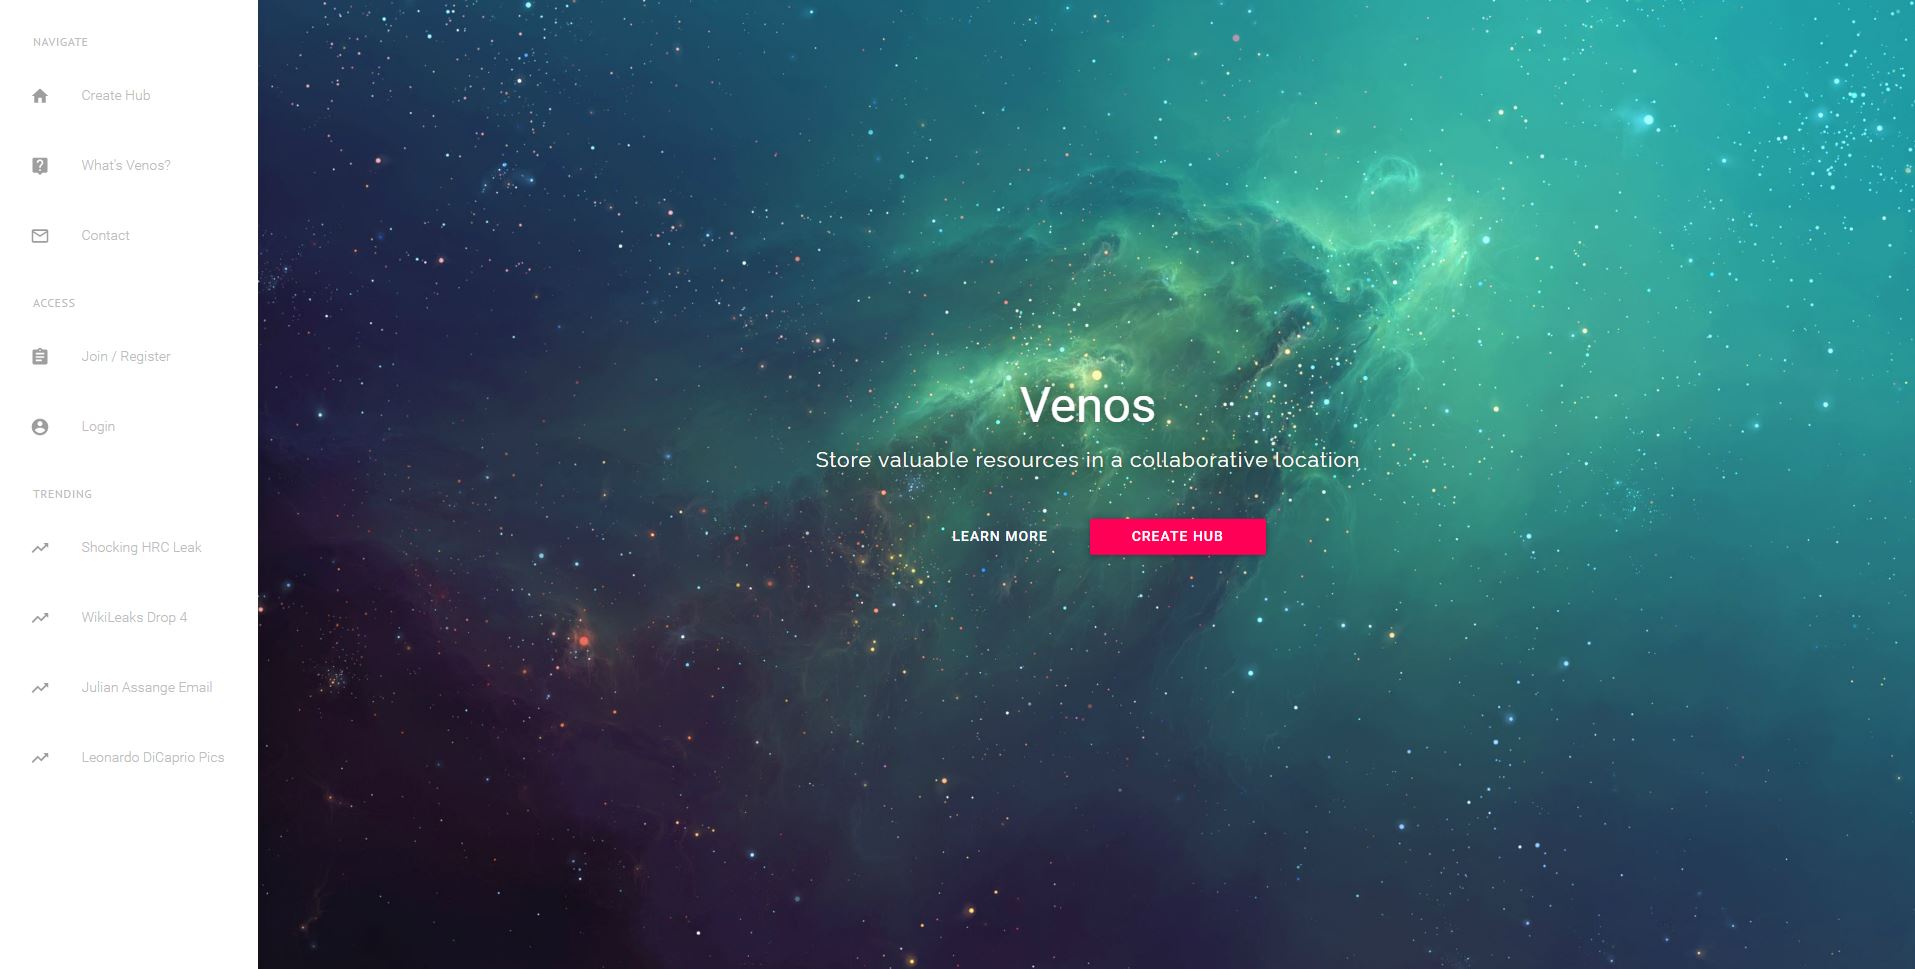 NAVIGATE
Create Hub
What's Venos?
Contact
ACCESS
Join / Register
Login
TRENDING
Shocking HRC Leak
WikiLeaks Drop 4
Julian Assange Email
Leonardo DiCaprio Pics
Venos
Store valuable resources in a collaborative location
LEARN MORE
CREATE HUB